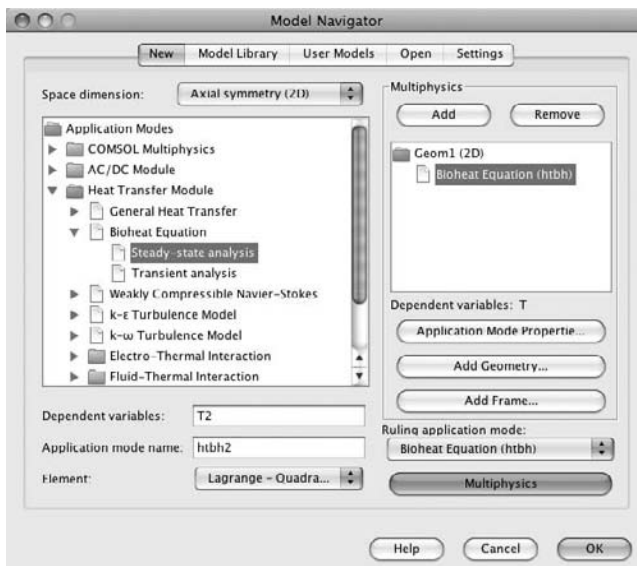 Model Navigator
New Model Library User Models Open Settings
Space dimension: Axial symmetry (2D)
Application Modes
COMSOL Multiphysics
AC/DC Module
Heat Transfer Module
General Heat Transfer
Bioheat Equation
Steady-state analysis
Transient analysis
Weakly Compressible Navier-Stokes
k-ε Turbulence Model
k-ω Turbulence Model
Electro-Thermal Interaction
Fluid-Thermal Interaction
Dependent variables: T2
Application mode name: htbh2
Element: Lagrange - Quadra...
Multiphysics
Add Remove
Geom1 (2D)
Bioheat Equation (htbh)
Dependent variables: T
Application Mode Propertie...
Add Geometry...
Add Frame...
Ruling application mode:
Bioheat Equation (htbh)
Multiphysics
Help Cancel OK